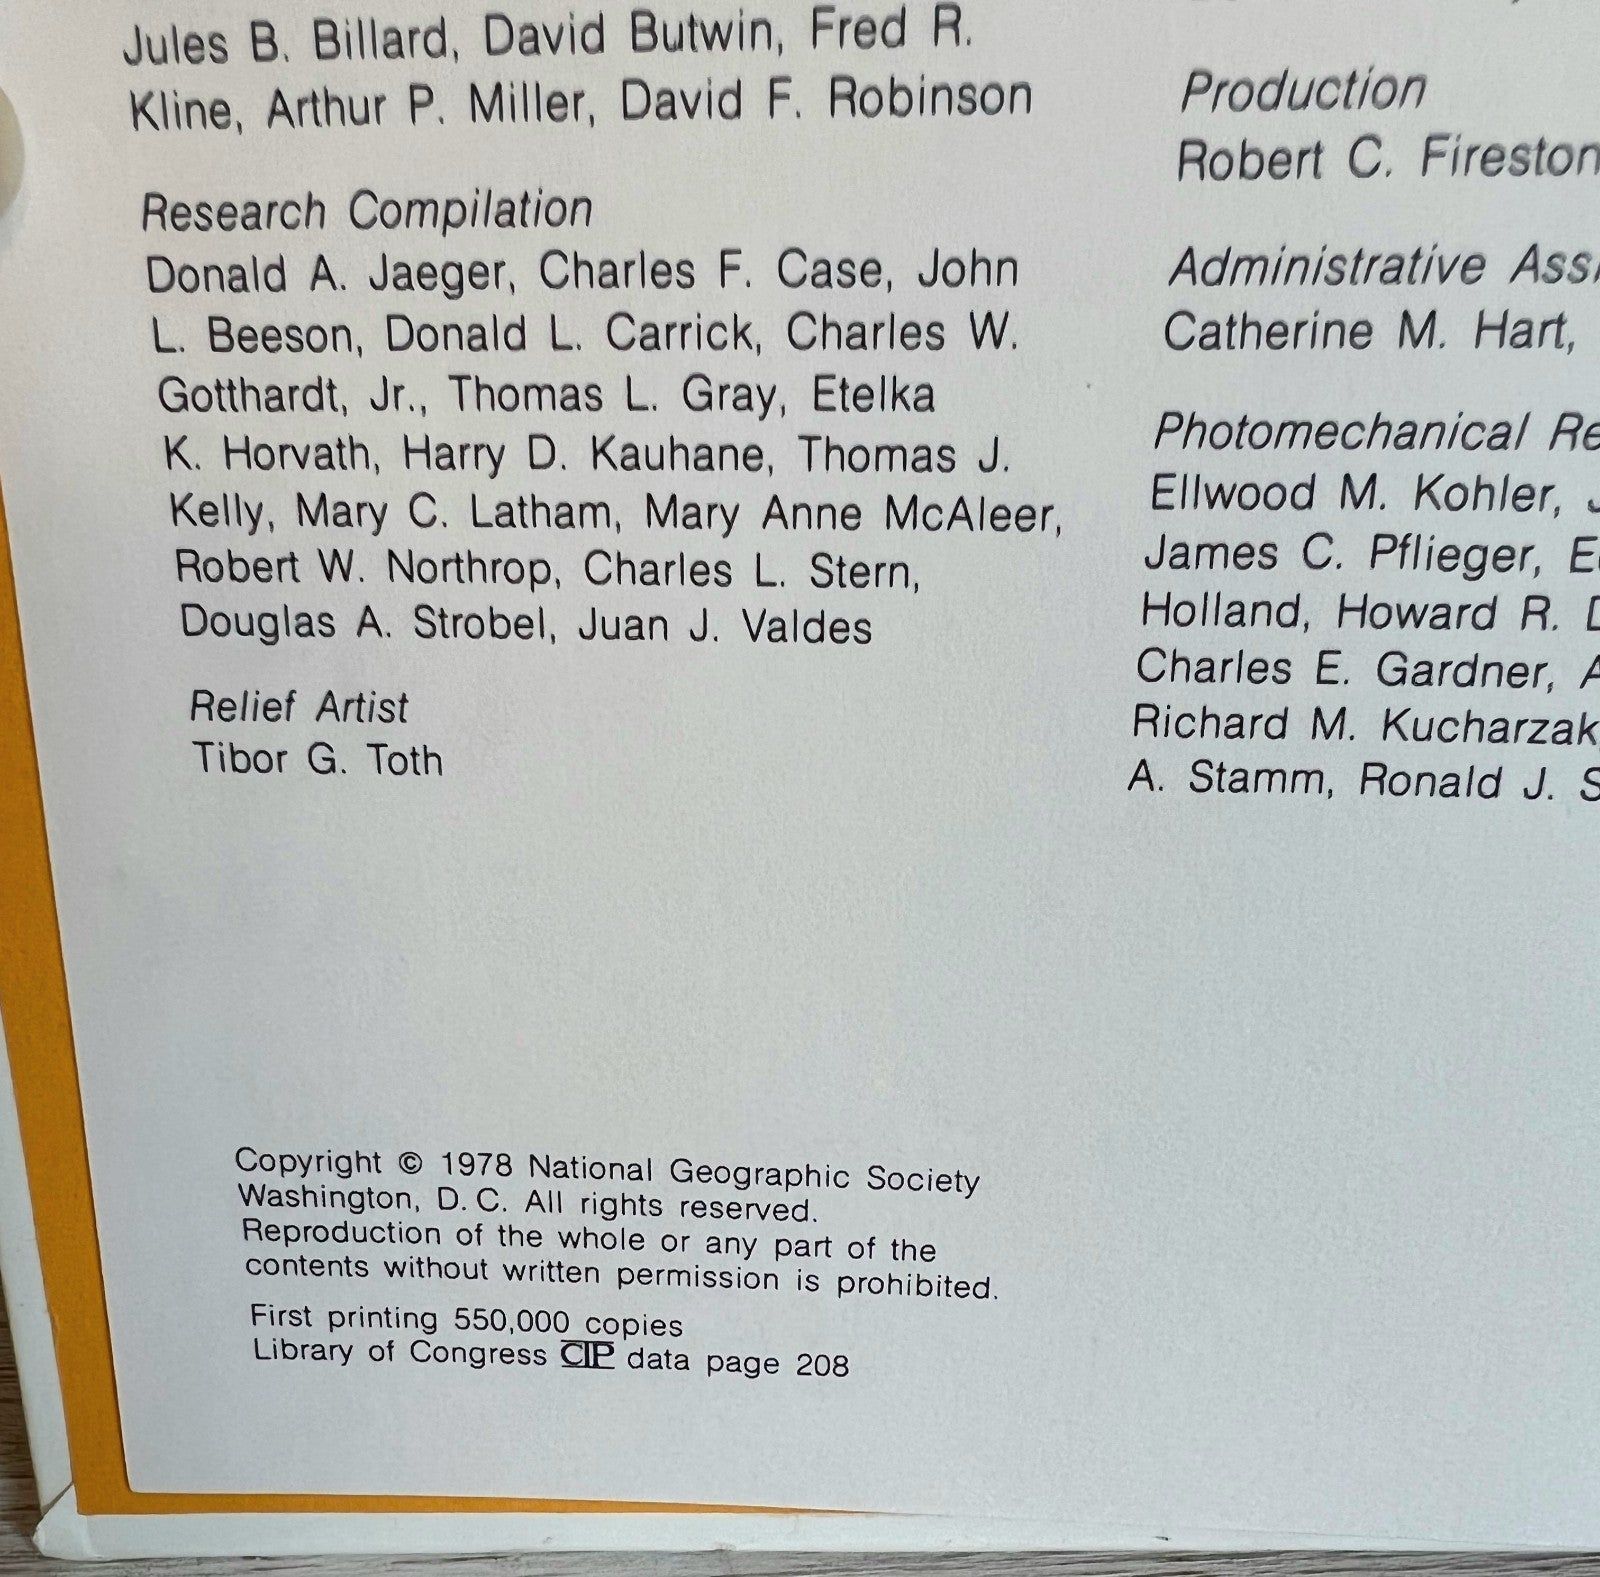 Jules B. Billard, David Butwin, Fred R.
Kline, Arthur P. Miller, David F. Robinson
Research Compilation
Donald A. Jaeger, Charles F. Case, John
L. Beeson, Donald L. Carrick, Charles W.
Gotthardt, Jr., Thomas L. Gray, Etelka
K. Horvath, Harry D. Kauhane, Thomas J.
Kelly, Mary C. Latham, Mary Anne McAleer,
Robert W. Northrop, Charles L. Stern,
Douglas A. Strobel, Juan J. Valdes
Relief Artist
Tibor G. Toth
Copyright © 1978 National Geographic Society
Washington, D. C. All rights reserved.
Reproduction of the whole or any part of the
contents without written permission is prohibited.
First printing 550,000 copies
Library of Congress CIP data page 208
Production
Robert C.
Administrative
Catherine M. Hart,
Photomechanical
Ellwood M. Kohler,
James C. Pflieger,
Holland, Howard R.
Charles E. Gardner,
Richard M. Kucharzak
A. Stamm, Ronald J.